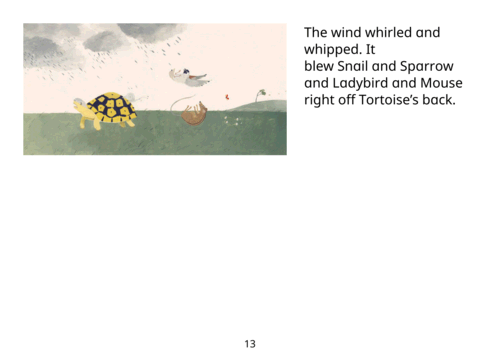 The wind whirled and
whipped. It
blew Snail and Sparrow
and Ladybird and Mouse
right off Tortoise’s back.
13